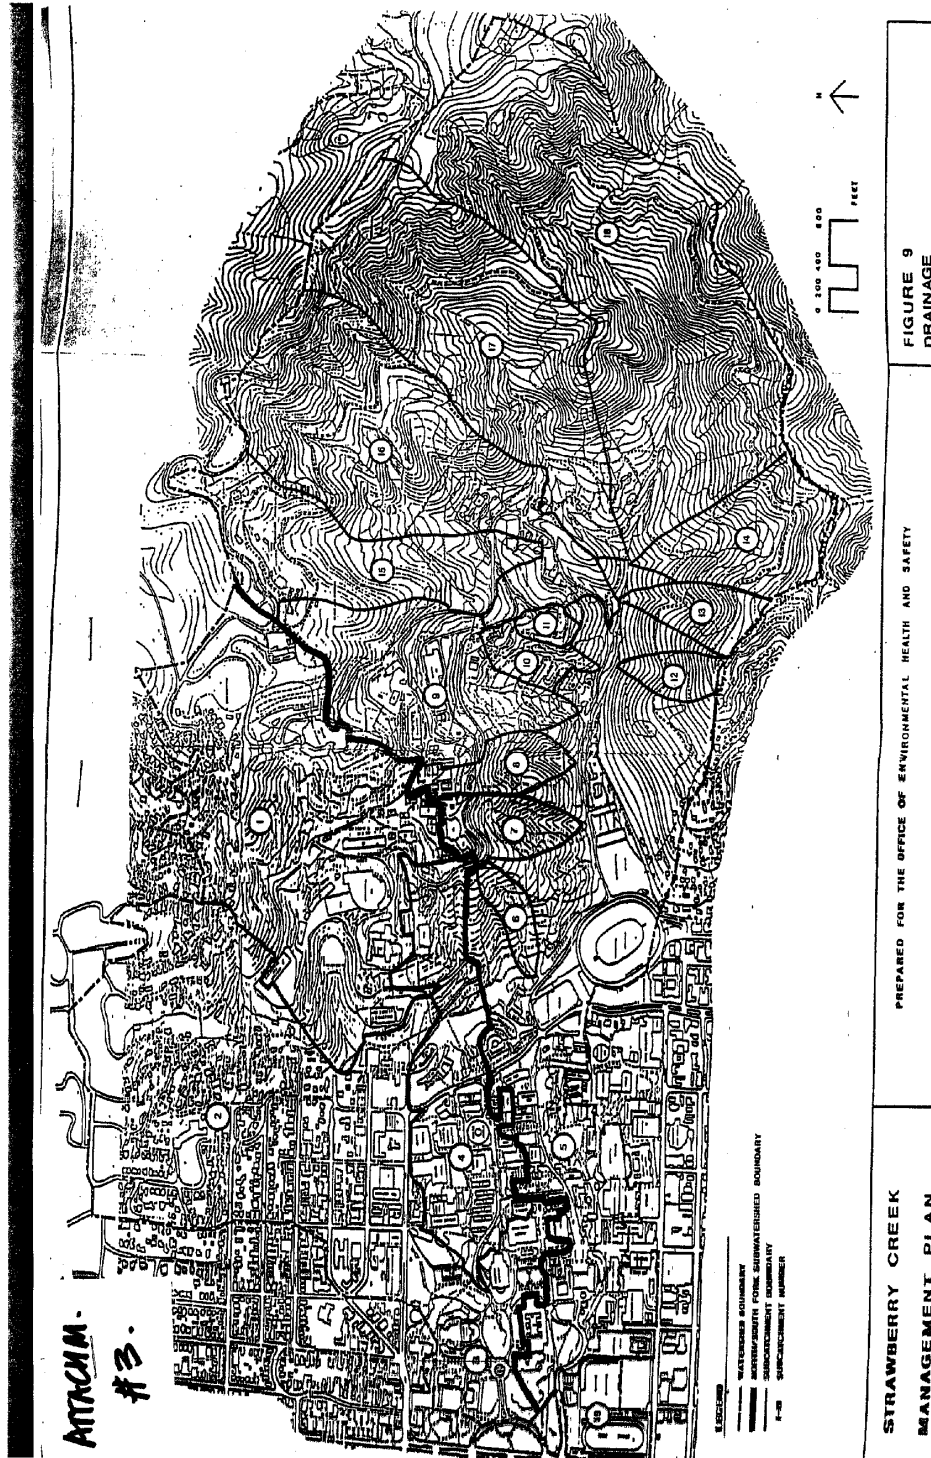 ATTACHM.
#3.
1
2
4
5
6
7
8
9
10
11
12
13
14
15
16
17
18
N
0 200 400 800
FEET
LEGEND
WATERSHED BOUNDARY
NORTH/SOUTH FORK SUBWATERSHED BOUNDARY
SUBCATCHMENT BOUNDARY
SUBCATCHMENT NUMBER
STRAWBERRY CREEK
MANAGEMENT PLAN
PREPARED FOR THE OFFICE OF ENVIRONMENTAL HEALTH AND SAFETY
FIGURE 9
DRAINAGE